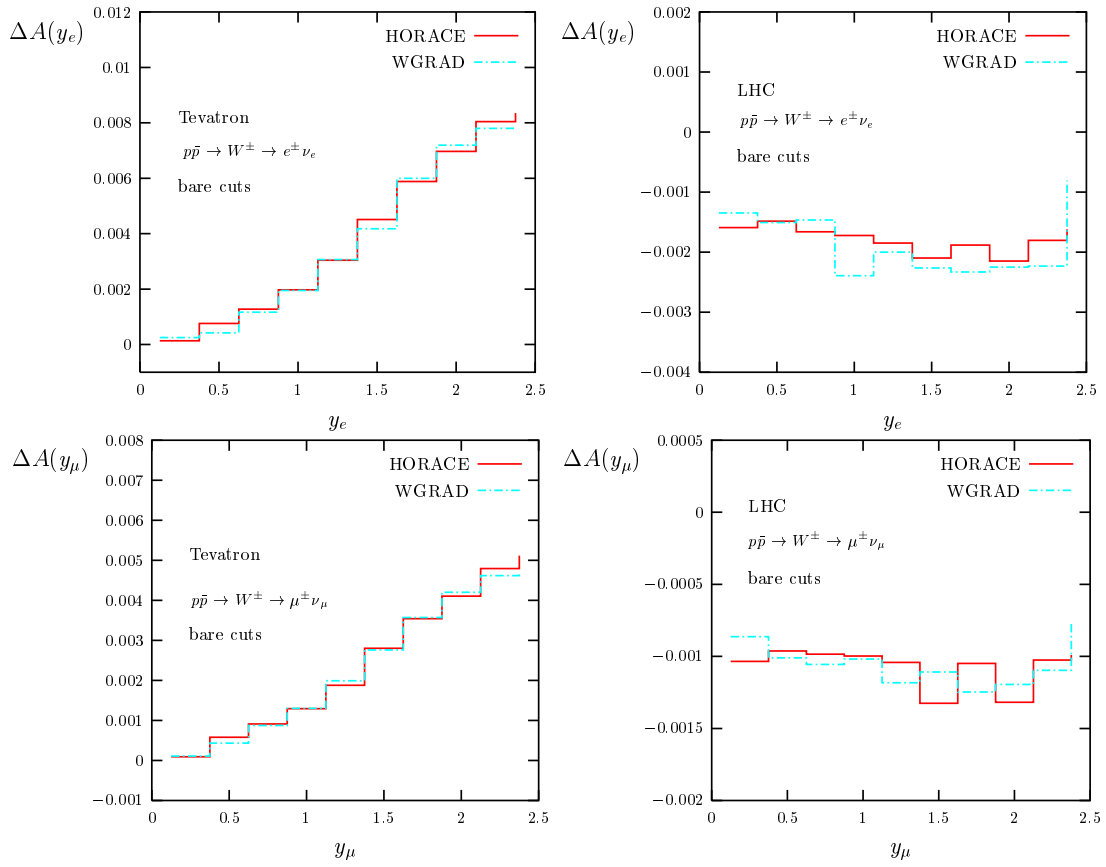 ΔA(y_e)
0.012
0.01
0.008
0.006
0.004
0.002
0
HORACE
WGRAD
Tevatron
pp̄ → W^± → e^±ν_e
bare cuts
0 0.5 1 1.5 2 2.5
y_e
ΔA(y_e)
0.002
0.001
0
−0.001
−0.002
−0.003
−0.004
HORACE
WGRAD
LHC
pp̄ → W^± → e^±ν_e
bare cuts
0 0.5 1 1.5 2 2.5
y_e
ΔA(y_μ)
0.008
0.007
0.006
0.005
0.004
0.003
0.002
0.001
0
−0.001
HORACE
WGRAD
Tevatron
pp̄ → W^± → μ^±ν_μ
bare cuts
0 0.5 1 1.5 2 2.5
y_μ
ΔA(y_μ)
0.0005
0
−0.0005
−0.001
−0.0015
−0.002
HORACE
WGRAD
LHC
pp̄ → W^± → μ^±ν_μ
bare cuts
0 0.5 1 1.5 2 2.5
y_μ